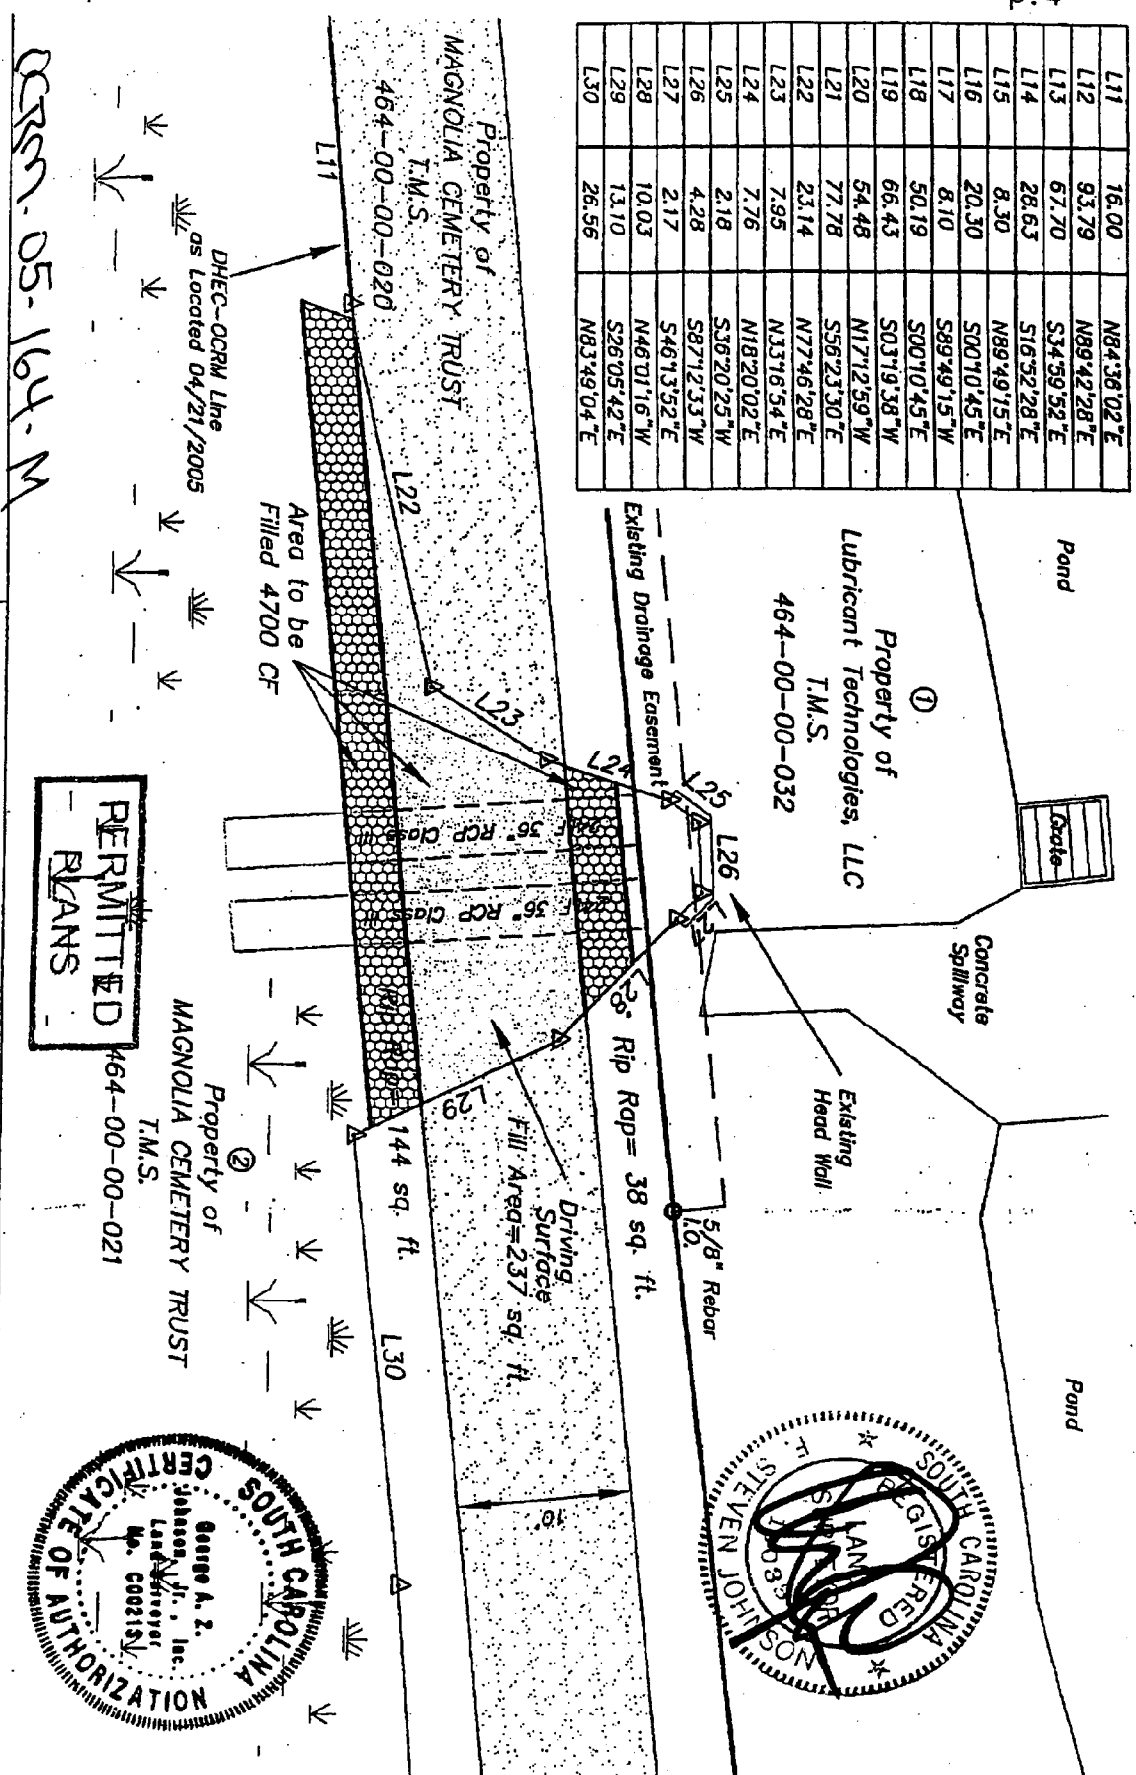 L11 16.00 N84°36'02"E
L12 93.79 N89°42'28"E
L13 67.70 S34°59'52"E
L14 28.63 S16°52'28"E
L15 8.30 N89°49'15"E
L16 20.30 S00°10'45"E
L17 8.10 S89°49'15"W
L18 50.19 S00°10'45"E
L19 66.43 S03°19'38"W
L20 54.48 N17°12'59"W
L21 77.78 S56°23'30"E
L22 23.14 N77°46'28"E
L23 7.95 N33°16'54"E
L24 7.76 N18°20'02"E
L25 2.18 S36°20'25"W
L26 4.28 S87°12'33"W
L27 2.17 S46°13'52"E
L28 10.03 N46°01'16"W
L29 13.10 S26°05'42"E
L30 26.56 N83°49'04"E
Pond
Grate
Concrete
Spillway
Pond
①
Property of
Lubricant Technologies, LLC
T.M.S.
464-00-00-032
Existing
Head Wall
5/8" Rebar
I.O.
Existing Drainage Easement
L25
L26
L27
L24
L28
Rip Rap= 38 sq. ft.
Property of
MAGNOLIA CEMETERY TRUST
T.M.S.
464-00-00-020
L23
L22
36" RCP Class III
36" RCP Class III
Driving
Surface
Fill Area=237 sq. ft.
10'
L29
Rip Rap= 144 sq. ft.
L11
L30
Area to be
Filled 4700 CF
DHEC-OCRM Line
as Located 04/21/2005
②
Property of
MAGNOLIA CEMETERY TRUST
T.M.S.
464-00-00-021
PERMITTED
PLANS
OCRM-05-164-M
SOUTH CAROLINA
REGISTERED
LAND
SURVEYOR
F. STEVEN JOHNSON
SOUTH CAROLINA
George A. Z.
Johnson, Jr., Inc.
Land Surveyor
No. C00215
CERTIFICATE OF AUTHORIZATION